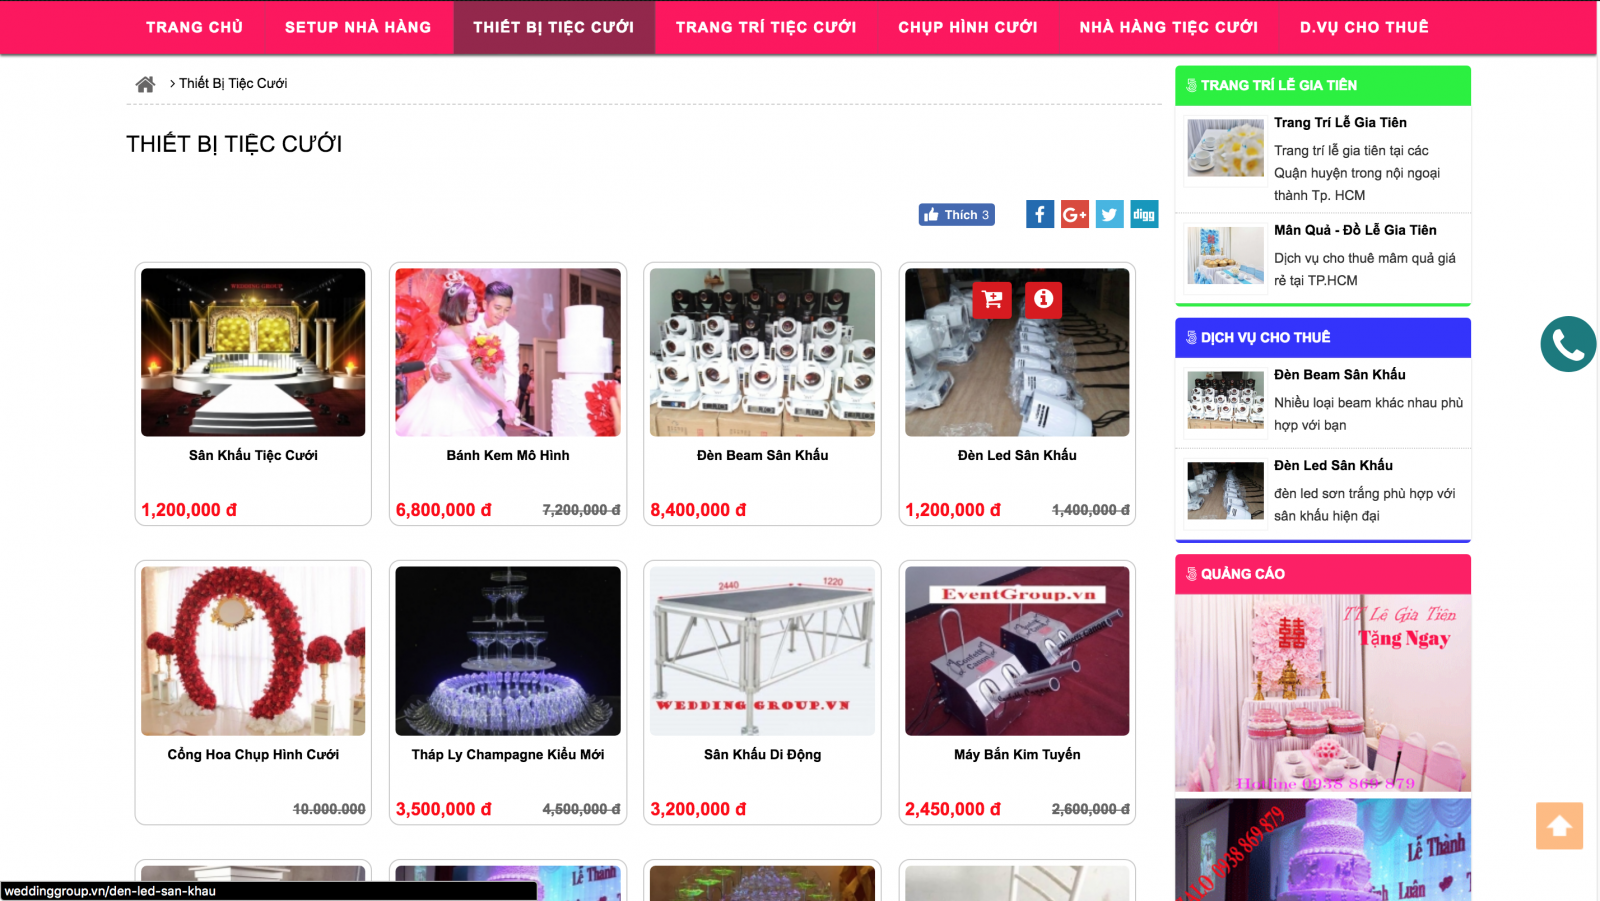 TRANG CHỦ
SETUP NHÀ HÀNG
THIẾT BỊ TIỆC CƯỚI
TRANG TRÍ TIỆC CƯỚI
CHỤP HÌNH CƯỚI
NHÀ HÀNG TIỆC CƯỚI
D.VỤ CHO THUÊ
› Thiết Bị Tiệc Cưới
THIẾT BỊ TIỆC CƯỚI
Thích 3
f
G+
digg
WEDDING GROUP
Sân Khấu Tiệc Cưới
1,200,000 đ
Bánh Kem Mô Hình
6,800,000 đ
7,200,000 đ
Đèn Beam Sân Khấu
8,400,000 đ
Đèn Led Sân Khấu
1,200,000 đ
1,400,000 đ
Cổng Hoa Chụp Hình Cưới
10.000.000
Tháp Ly Champagne Kiểu Mới
3,500,000 đ
4,500,000 đ
2440
1220
WEDDING GROUP.VN
Sân Khấu Di Động
3,200,000 đ
EventGroup.vn
Máy Bắn Kim Tuyến
2,450,000 đ
2,600,000 đ
Lễ Thành
weddinggroup.vn/den-led-san-khau
TRANG TRÍ LỄ GIA TIÊN
Trang Trí Lễ Gia Tiên
Trang trí lễ gia tiên tại các
Quận huyện trong nội ngoại
thành Tp. HCM
Mân Quả - Đồ Lễ Gia Tiên
Dịch vụ cho thuê mâm quả giá
rẻ tại TP.HCM
DỊCH VỤ CHO THUÊ
Đèn Beam Sân Khấu
Nhiều loại beam khác nhau phù
hợp với bạn
Đèn Led Sân Khấu
đèn led sơn trắng phù hợp với
sân khấu hiện đại
QUẢNG CÁO
TT Lễ Gia Tiên
Tặng Ngay
Hotline 0938 869 879
ZALO 0938 869 879
Lễ Thành
Luân